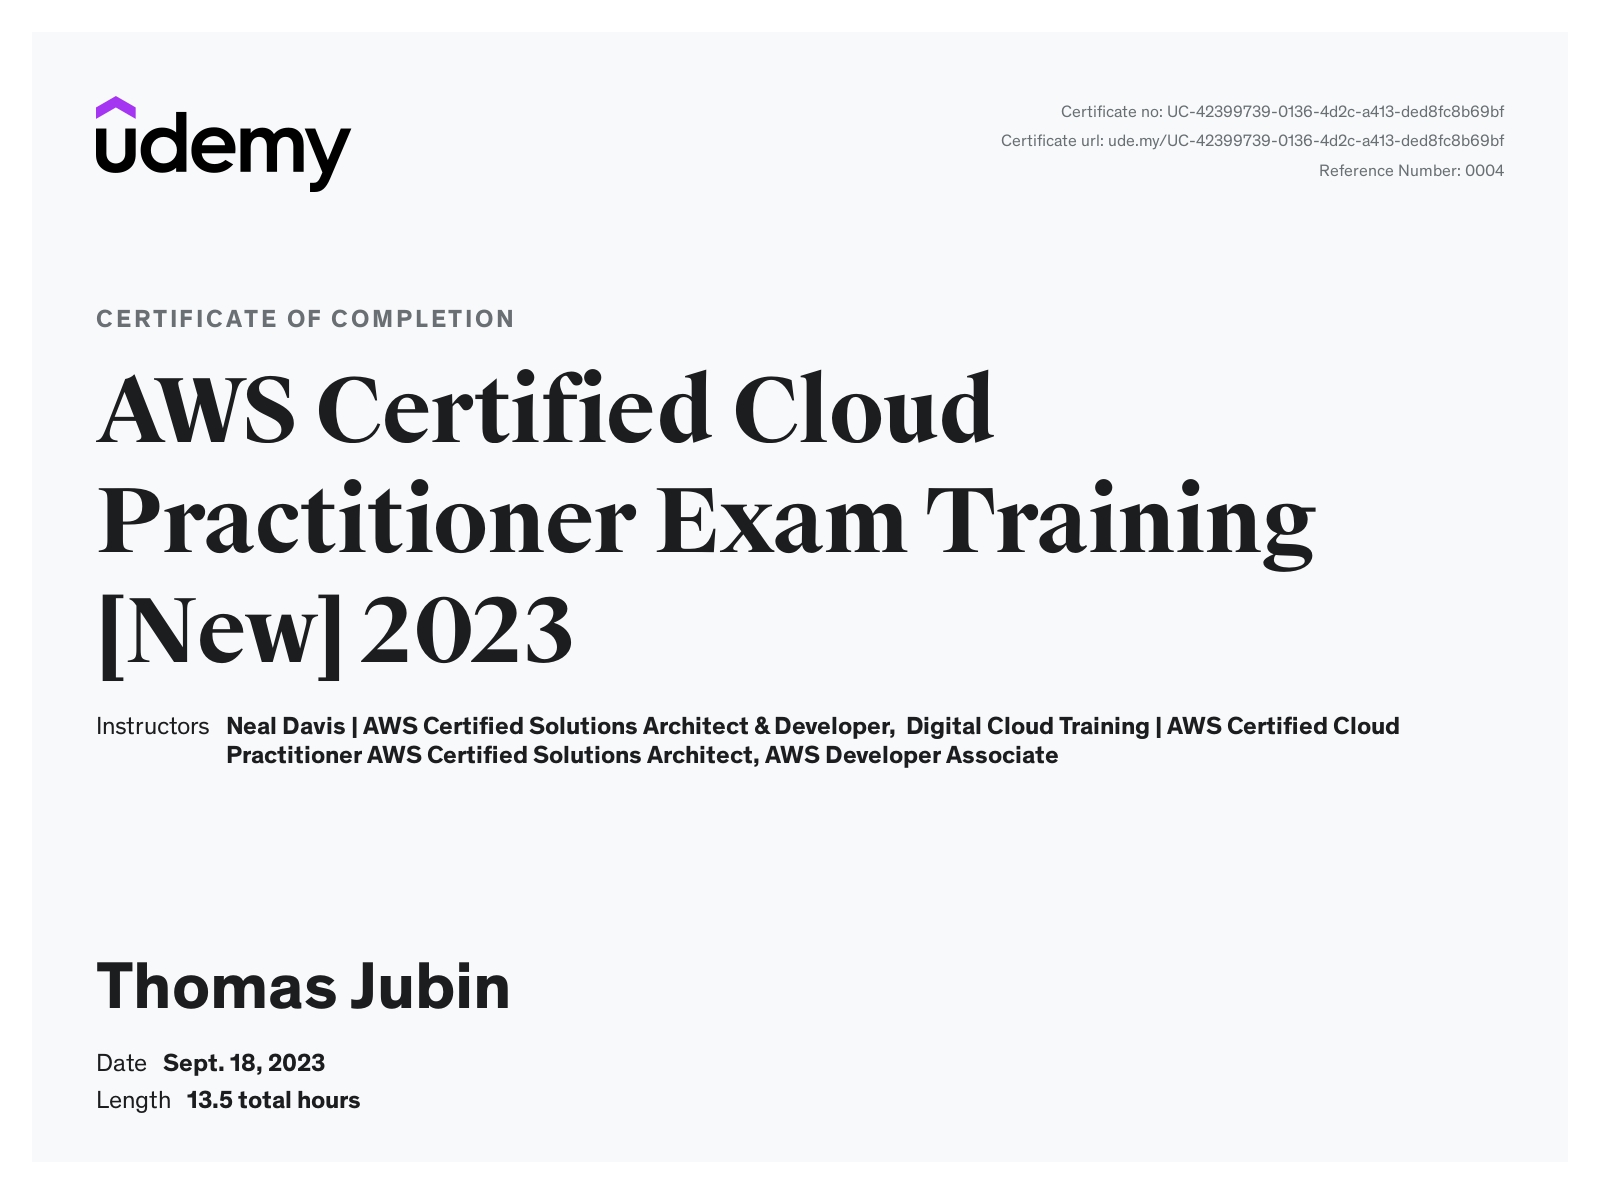 udemy
Certificate no: UC-42399739-0136-4d2c-a413-ded8fc8b69bf
Certificate url: ude.my/UC-42399739-0136-4d2c-a413-ded8fc8b69bf
Reference Number: 0004
CERTIFICATE OF COMPLETION
AWS Certified Cloud
Practitioner Exam Training
[New] 2023
Instructors Neal Davis | AWS Certified Solutions Architect & Developer, Digital Cloud Training | AWS Certified Cloud
Practitioner AWS Certified Solutions Architect, AWS Developer Associate
Thomas Jubin
Date Sept. 18, 2023
Length 13.5 total hours